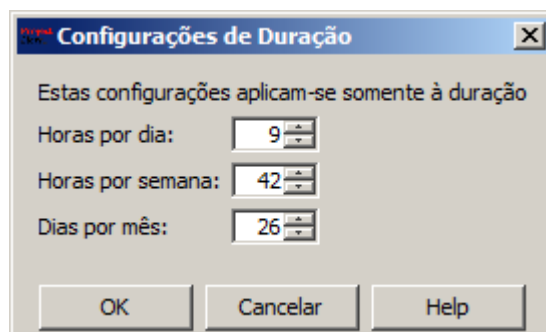 Configurações de Duração
Estas configurações aplicam-se somente à duração
Horas por dia: 9
Horas por semana: 42
Dias por mês: 26
OK Cancelar Help